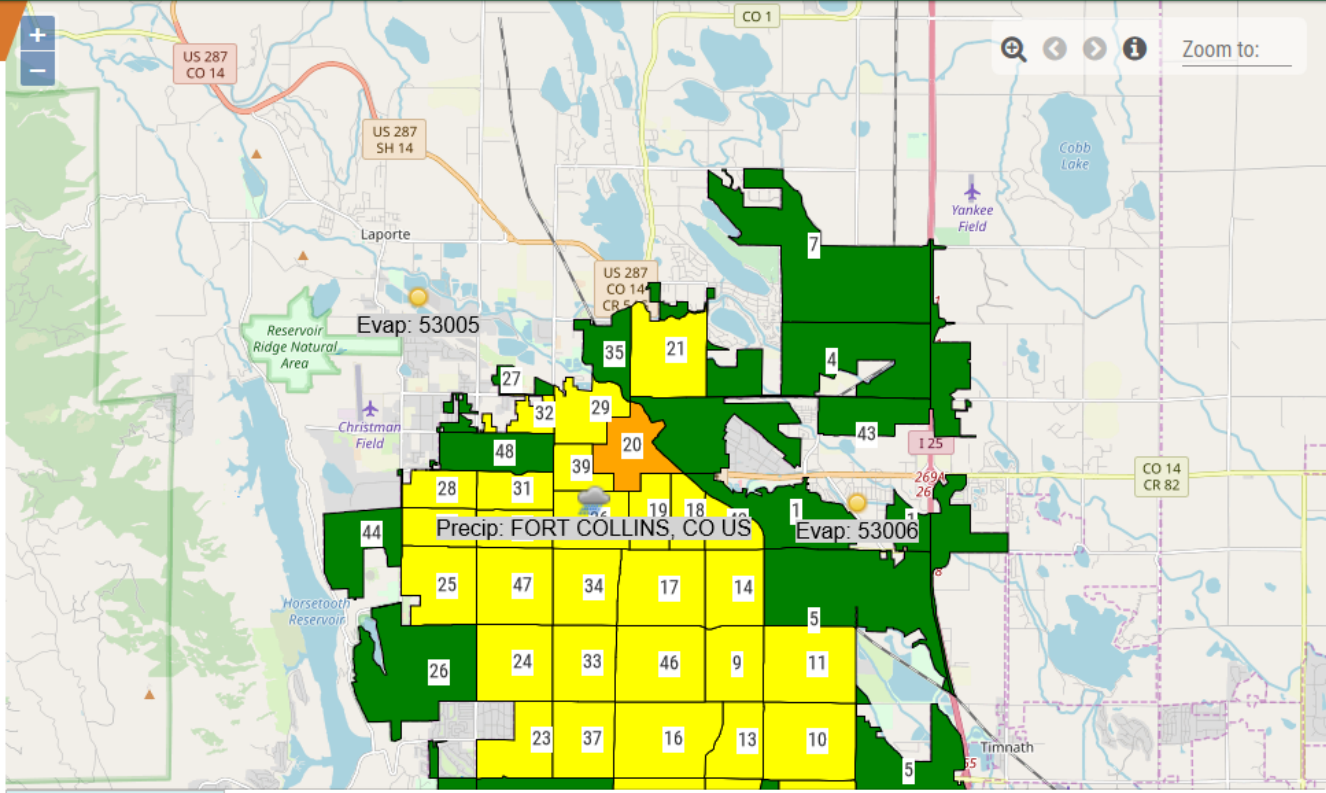 CO 1
+
−
US 287
CO 14
Zoom to:
US 287
SH 14
Cobb
Lake
Yankee
Field
Laporte
7
US 287
CO 14
Evap: 53005
Reservoir
Ridge Natural
Area
35
21
4
27
Christman
Field
32
29
43
20
I 25
48
39
CO 14
CR 82
269A
28
31
19
18
1
Precip: FORT COLLINS, CO US
Evap: 53006
44
25
47
34
17
14
Horsetooth
Reservoir
5
26
24
33
46
9
11
23
37
16
13
10
Timnath
5